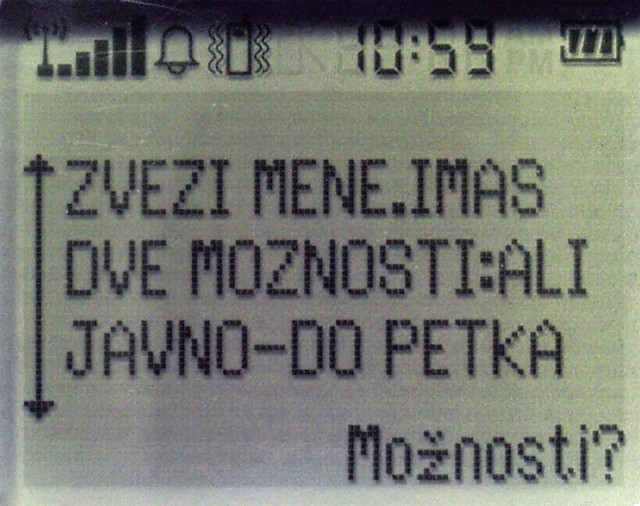 10:59
ZVEZI MENE.IMAS
DVE MOZNOSTI:ALI
JAVNO-DO PETKA
Možnosti?